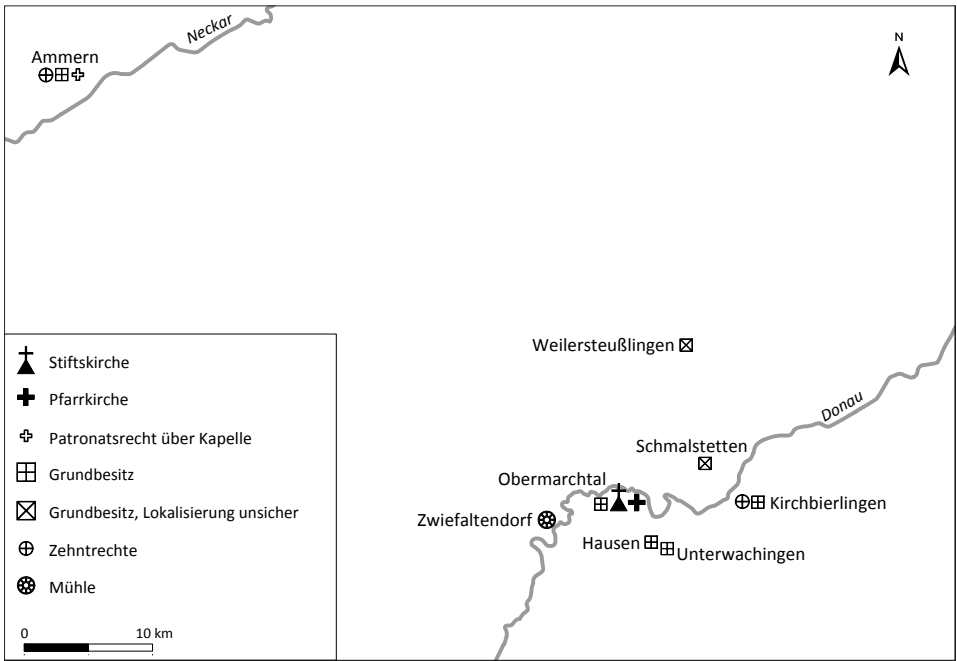 Neckar
Ammern
N
Weilersteußlingen
Donau
Schmalstetten
Obermarchtal
Kirchbierlingen
Zwiefaltendorf
Hausen
Unterwachingen
Stiftskirche
Pfarrkirche
Patronatsrecht über Kapelle
Grundbesitz
Grundbesitz, Lokalisierung unsicher
Zehntrechte
Mühle
0 10 km